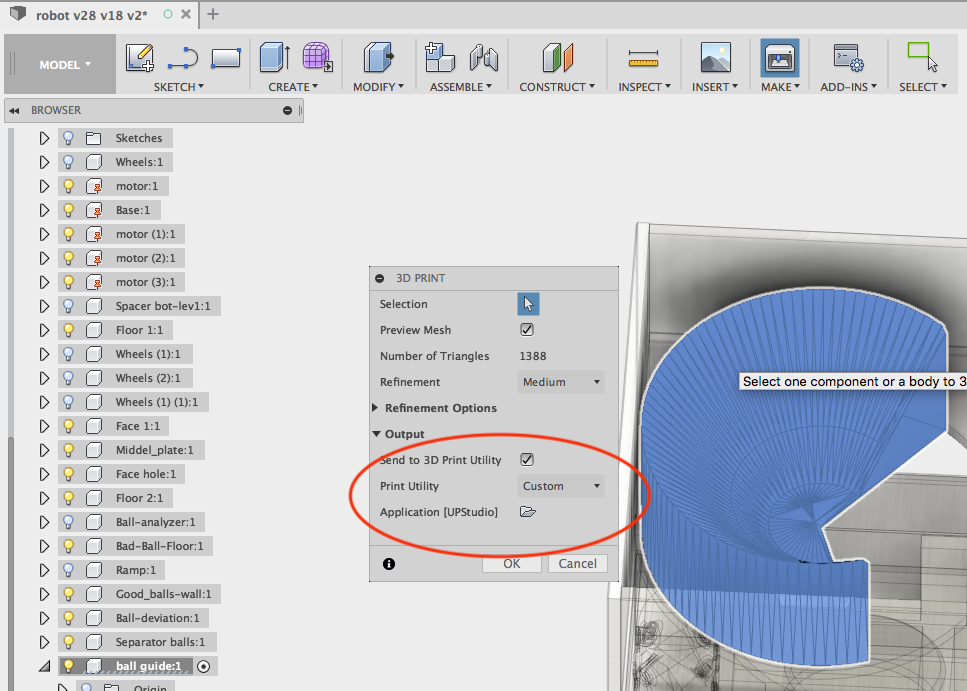 robot v28 v18 v2*
MODEL
SKETCH
CREATE
MODIFY
ASSEMBLE
CONSTRUCT
INSPECT
INSERT
MAKE
ADD-INS
SELECT
BROWSER
Sketches
Wheels:1
motor:1
Base:1
motor (1):1
motor (2):1
motor (3):1
Spacer bot-lev1:1
Floor 1:1
Wheels (1):1
Wheels (2):1
Wheels (1) (1):1
Face 1:1
Middel_plate:1
Face hole:1
Floor 2:1
Ball-analyzer:1
Bad-Ball-Floor:1
Ramp:1
Good_balls-wall:1
Ball-deviation:1
Separator balls:1
ball guide:1
Origin
3D PRINT
Selection
Preview Mesh
Number of Triangles 1388
Refinement Medium
Refinement Options
Output
Send to 3D Print Utility
Print Utility Custom
Application [UPStudio]
OK Cancel
Select one component or a body to 3